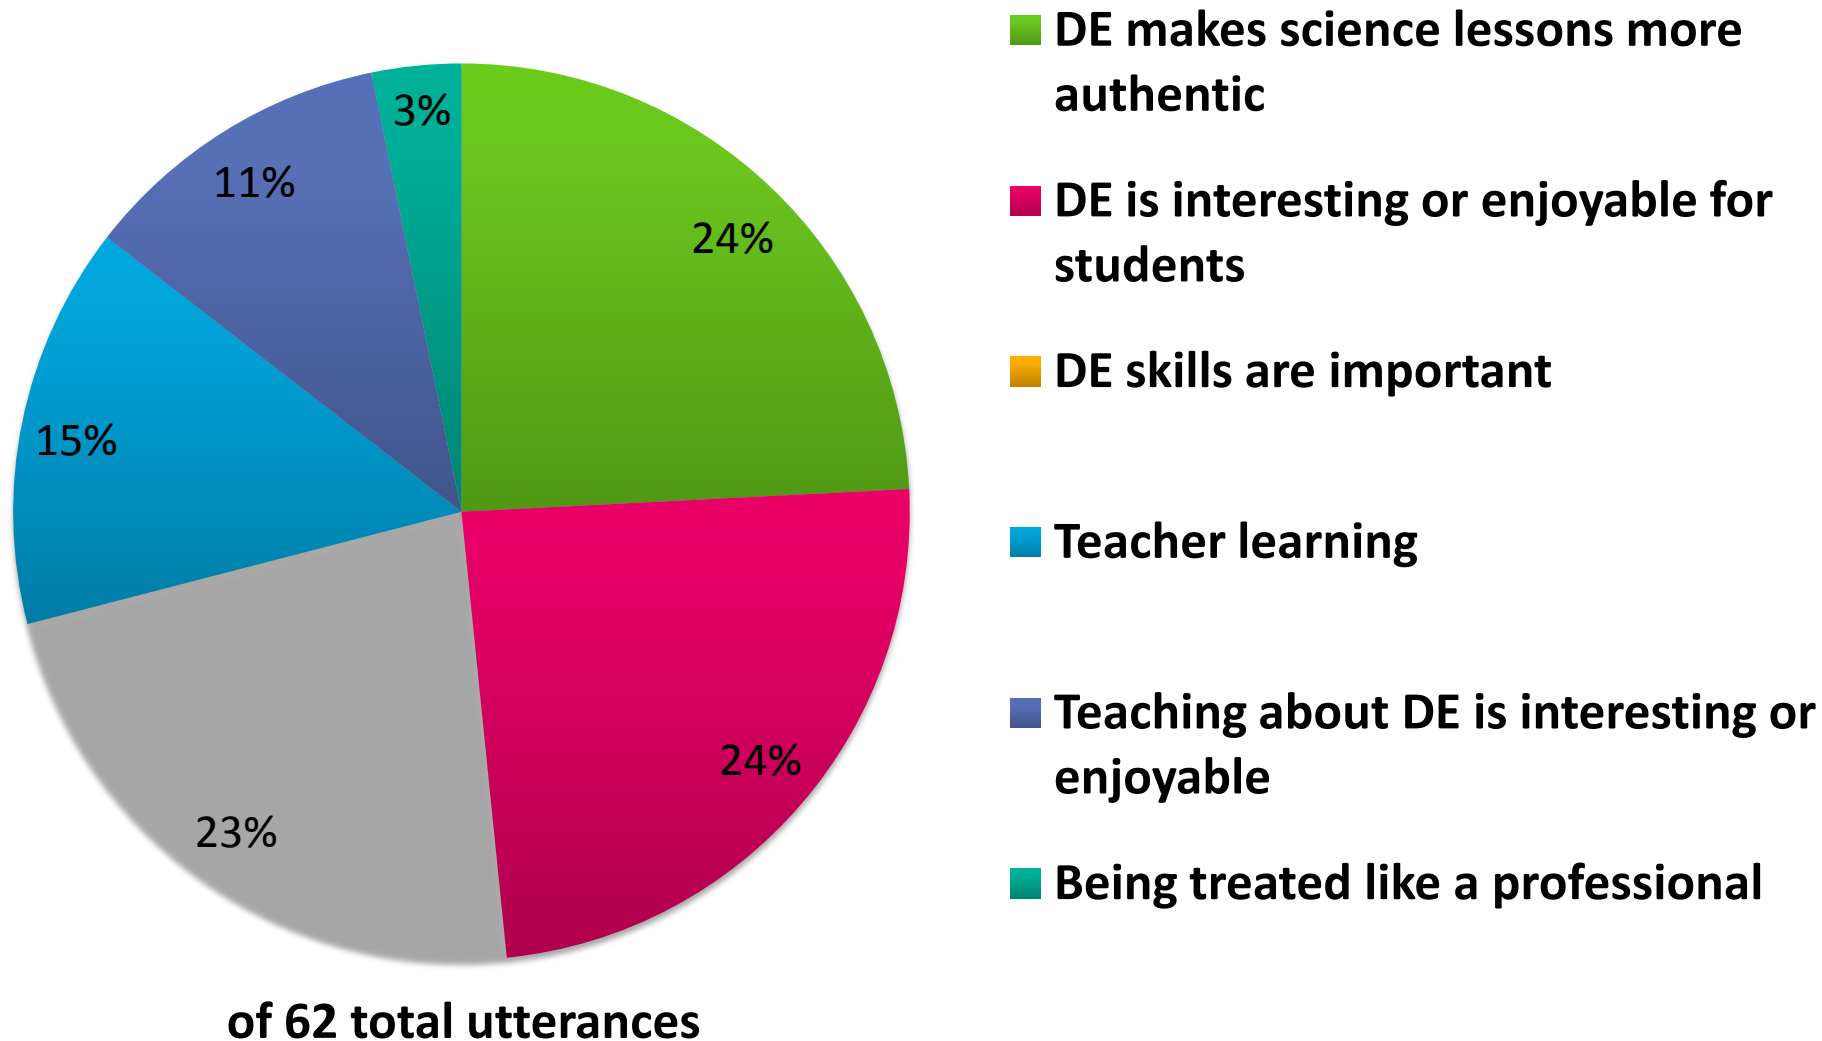 3%
11%
24%
15%
24%
23%
of 62 total utterances
DE makes science lessons more
authentic
DE is interesting or enjoyable for
students
DE skills are important
Teacher learning
Teaching about DE is interesting or
enjoyable
Being treated like a professional